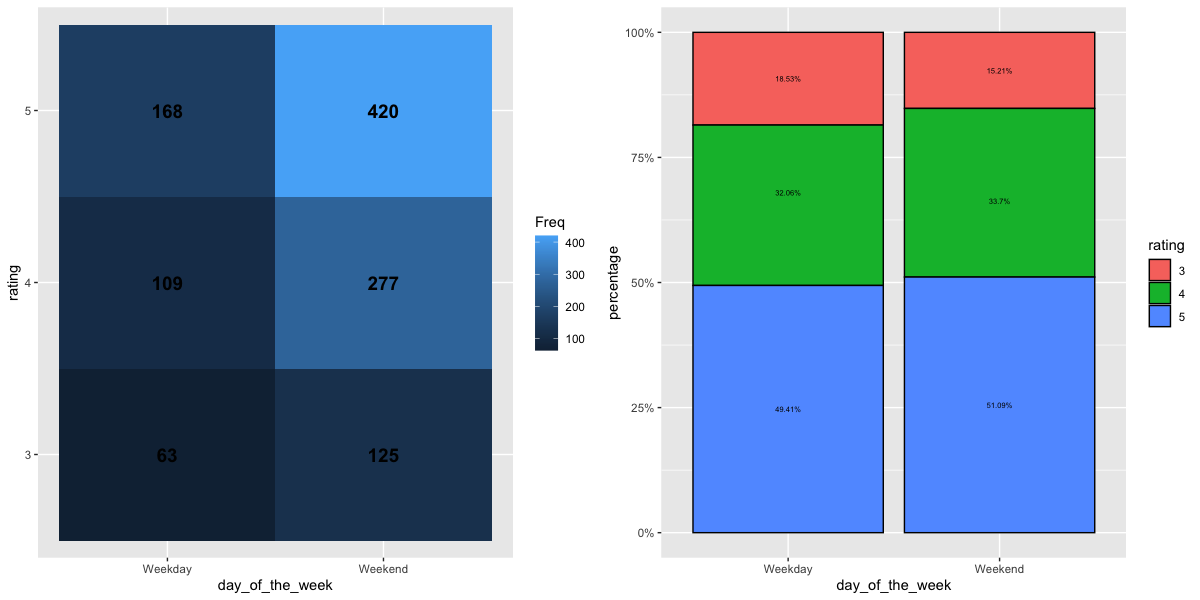 rating
5
4
3
168
420
109
277
63
125
Weekday
Weekend
day_of_the_week
Freq
400
300
200
100
percentage
100%
75%
50%
25%
0%
18.53%
15.21%
32.06%
33.7%
49.41%
51.09%
Weekday
Weekend
day_of_the_week
rating
3
4
5